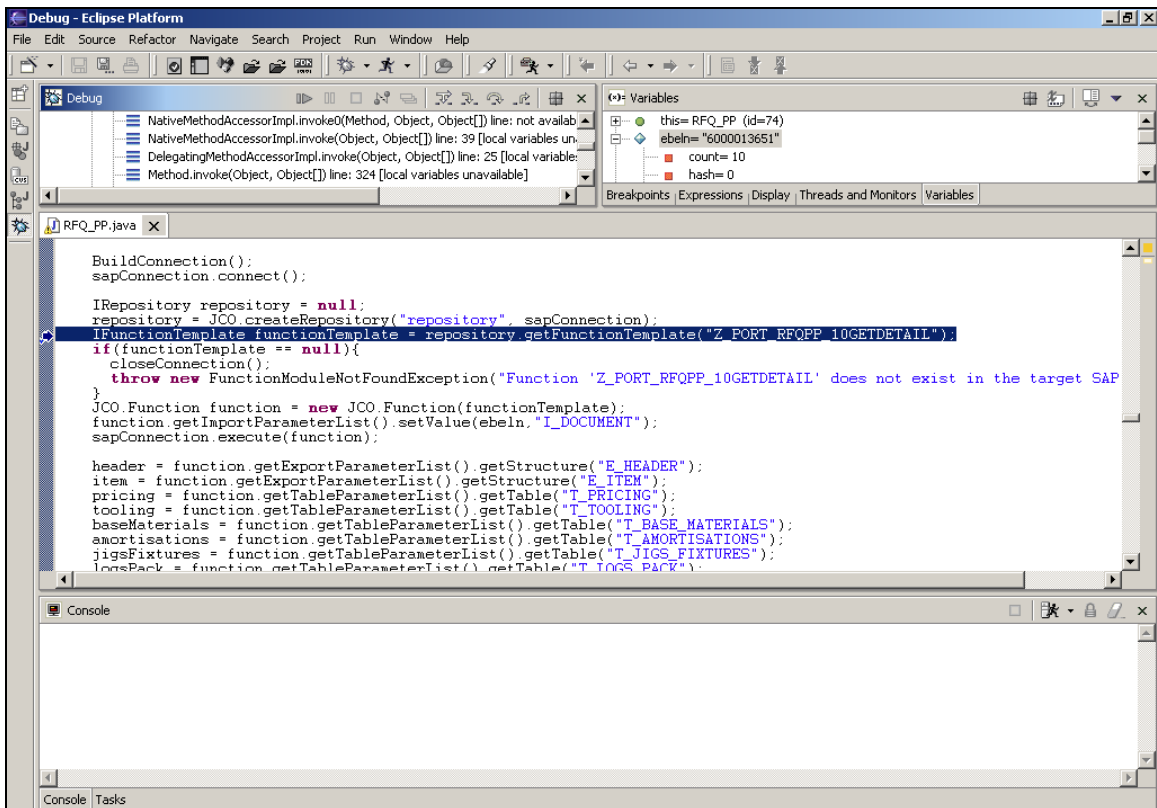 Debug - Eclipse Platform
File Edit Source Refactor Navigate Search Project Run Window Help
Debug
NativeMethodAccessorImpl.invoke0(Method, Object, Object[]) line: not availab
NativeMethodAccessorImpl.invoke(Object, Object[]) line: 39 [local variables un
DelegatingMethodAccessorImpl.invoke(Object, Object[]) line: 25 [local variable
Method.invoke(Object, Object[]) line: 324 [local variables unavailable]
(x)= Variables
this= RFQ_PP (id=74)
ebeln= "6000013651"
count= 10
hash= 0
Breakpoints Expressions Display Threads and Monitors Variables
RFQ_PP.java
BuildConnection();
sapConnection.connect();
IRepository repository = null;
repository = JCO.createRepository("repository", sapConnection);
IFunctionTemplate functionTemplate = repository.getFunctionTemplate("Z_PORT_RFQPP_10GETDETAIL");
if(functionTemplate == null){
closeConnection();
throw new FunctionModuleNotFoundException("Function 'Z_PORT_RFQPP_10GETDETAIL' does not exist in the target SAP
}
JCO.Function function = new JCO.Function(functionTemplate);
function.getImportParameterList().setValue(ebeln,"I_DOCUMENT");
sapConnection.execute(function);
header = function.getExportParameterList().getStructure("E_HEADER");
item = function.getExportParameterList().getStructure("E_ITEM");
pricing = function.getTableParameterList().getTable("T_PRICING");
tooling = function.getTableParameterList().getTable("T_TOOLING");
baseMaterials = function.getTableParameterList().getTable("T_BASE_MATERIALS");
amortisations = function.getTableParameterList().getTable("T_AMORTISATIONS");
jigsFixtures = function.getTableParameterList().getTable("T_JIGS_FIXTURES");
logsPack = function.getTableParameterList().getTable("T_LOGS_PACK");
Console
Console Tasks